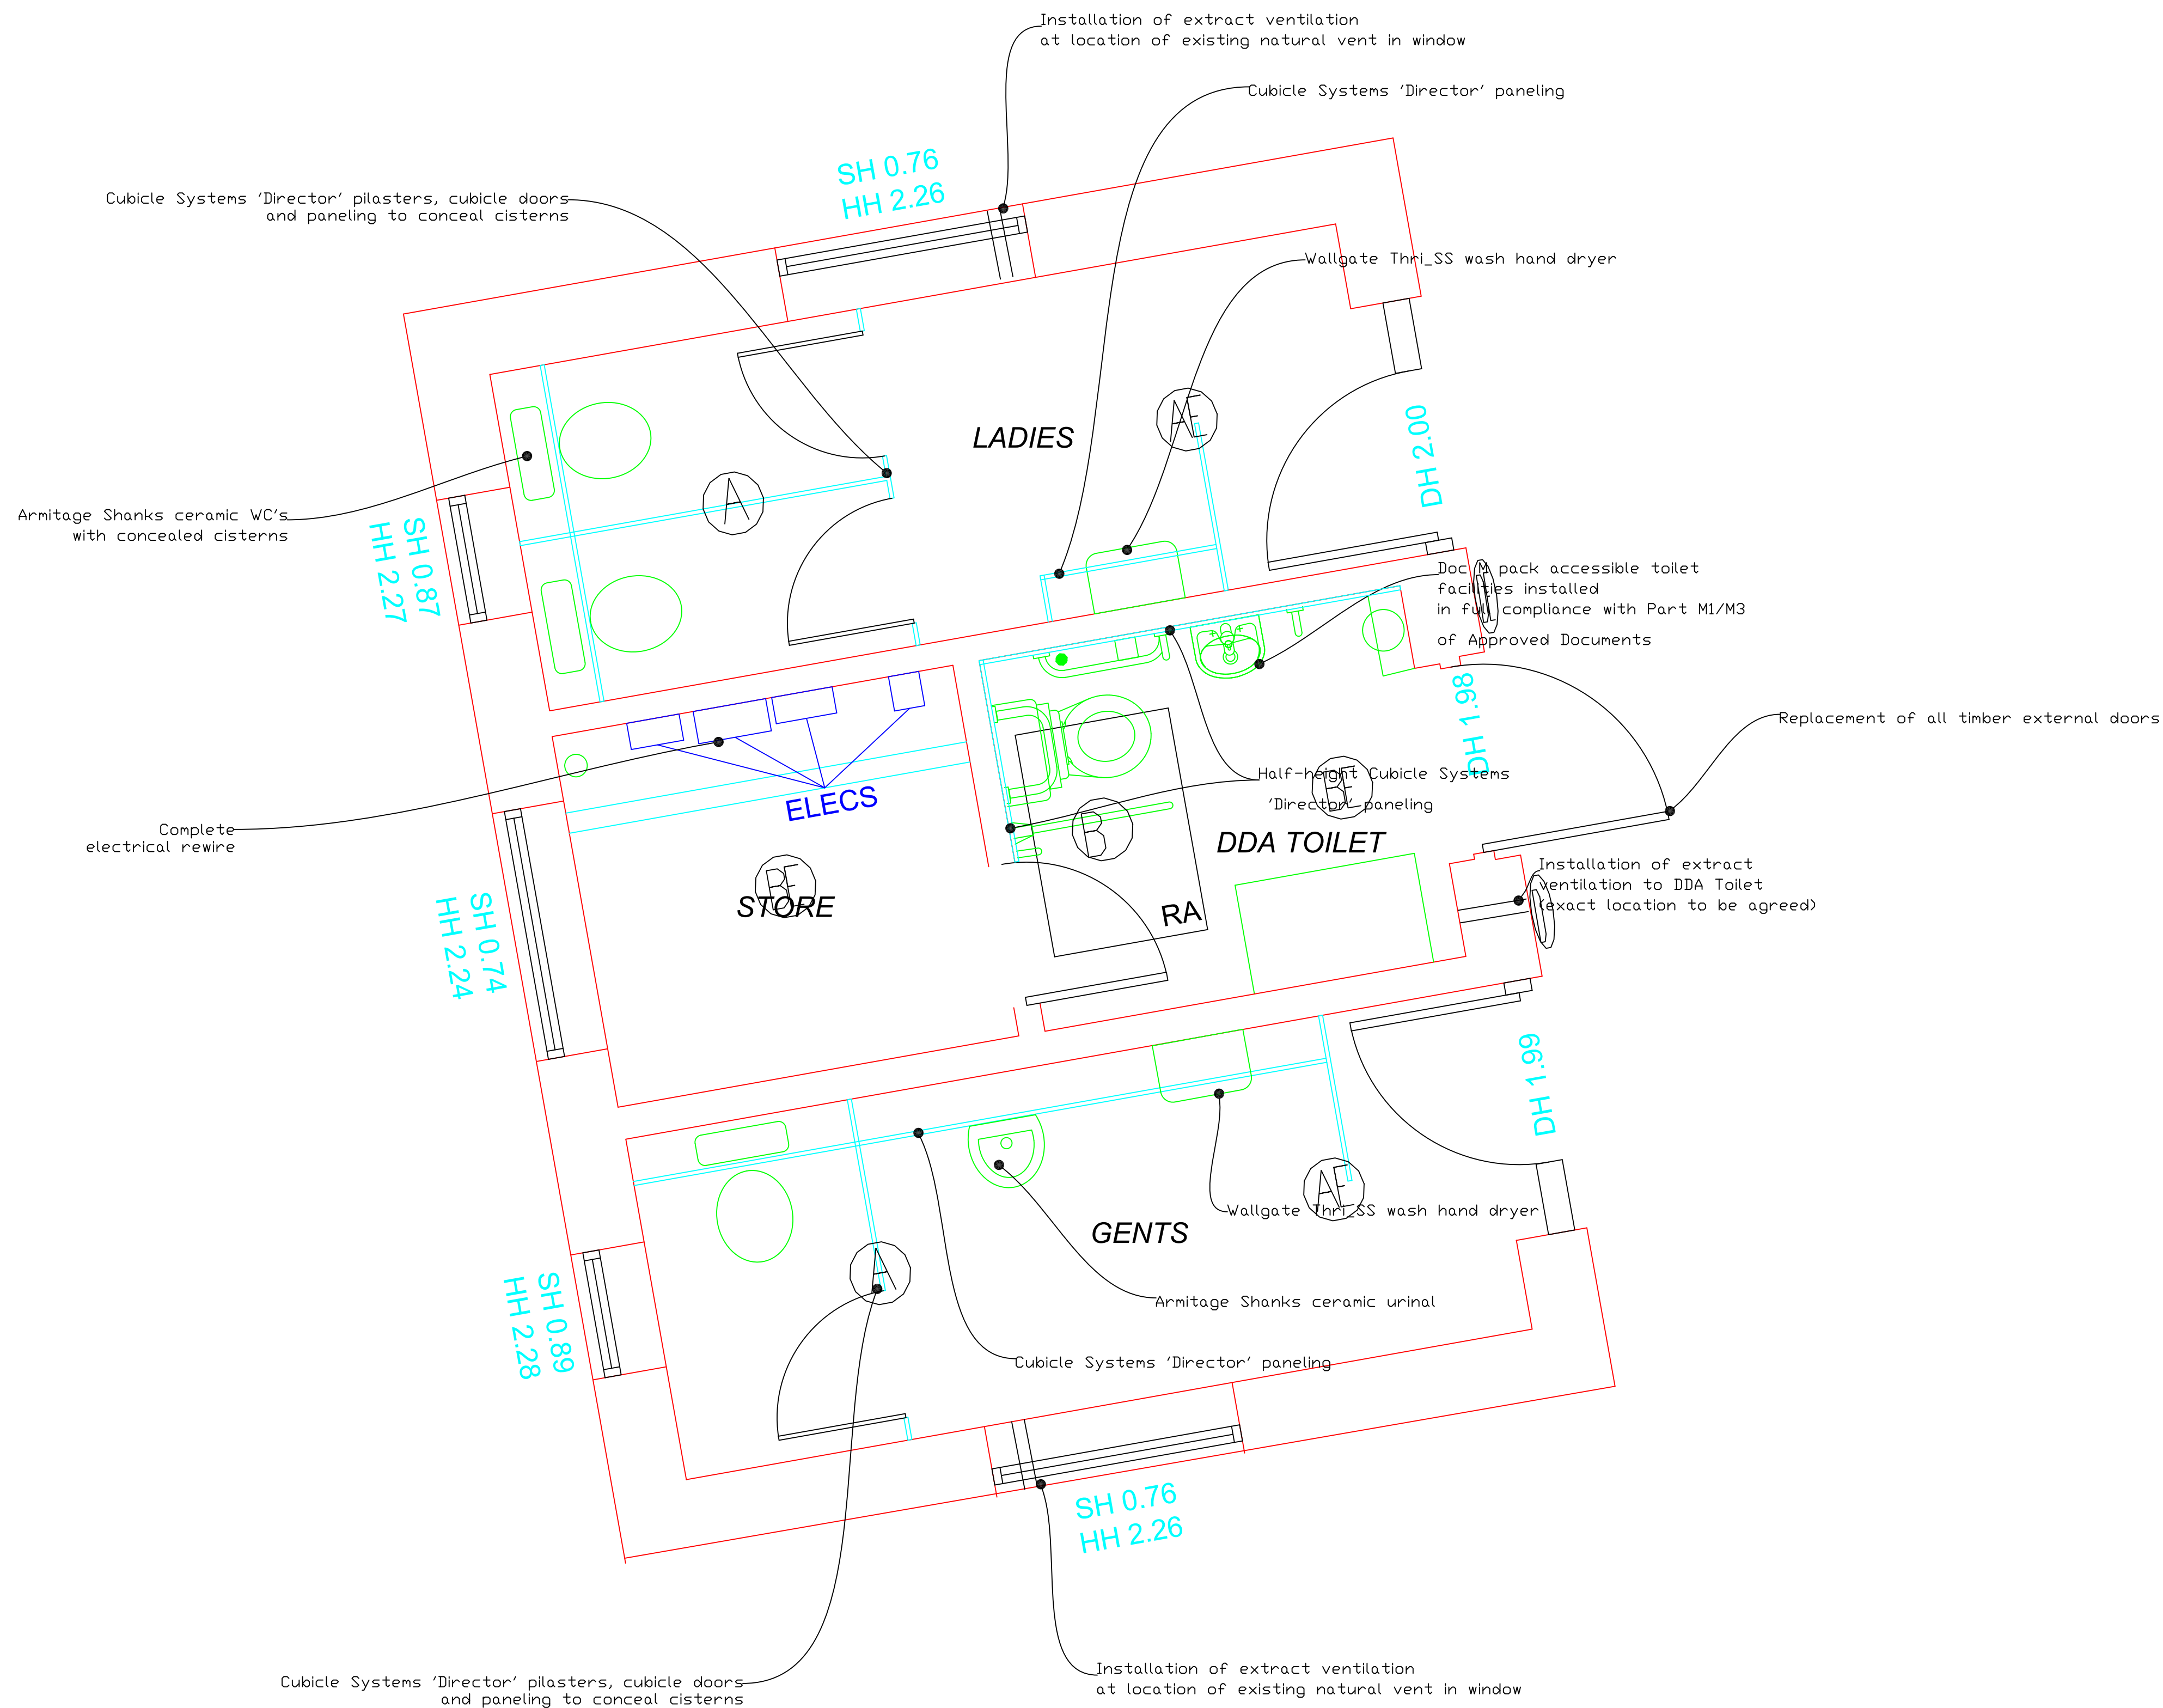 Installation of extract ventilation
at location of existing natural vent in window
Cubicle Systems 'Director' paneling
SH 0.76
HH 2.26
Cubicle Systems 'Director' pilasters, cubicle doors
and paneling to conceal cisterns
Wallgate Thri_SS wash hand dryer
LADIES
AE
A
DH 2.00
Armitage Shanks ceramic WC's
with concealed cisterns
SH 0.87
HH 2.27
Doc M pack accessible toilet
facilities installed
in full compliance with Part M1/M3
of Approved Documents
DH 1.98
Replacement of all timber external doors
Half-height Cubicle Systems
'Director' paneling
BE
B
ELECS
DDA TOILET
Complete
electrical rewire
BE
STORE
RA
Installation of extract
ventilation to DDA Toilet
(exact location to be agreed)
SH 0.74
HH 2.24
DH 1.99
AE
Wallgate Thri_SS wash hand dryer
GENTS
A
Armitage Shanks ceramic urinal
SH 0.89
HH 2.28
Cubicle Systems 'Director' paneling
SH 0.76
HH 2.26
Cubicle Systems 'Director' pilasters, cubicle doors
and paneling to conceal cisterns
Installation of extract ventilation
at location of existing natural vent in window